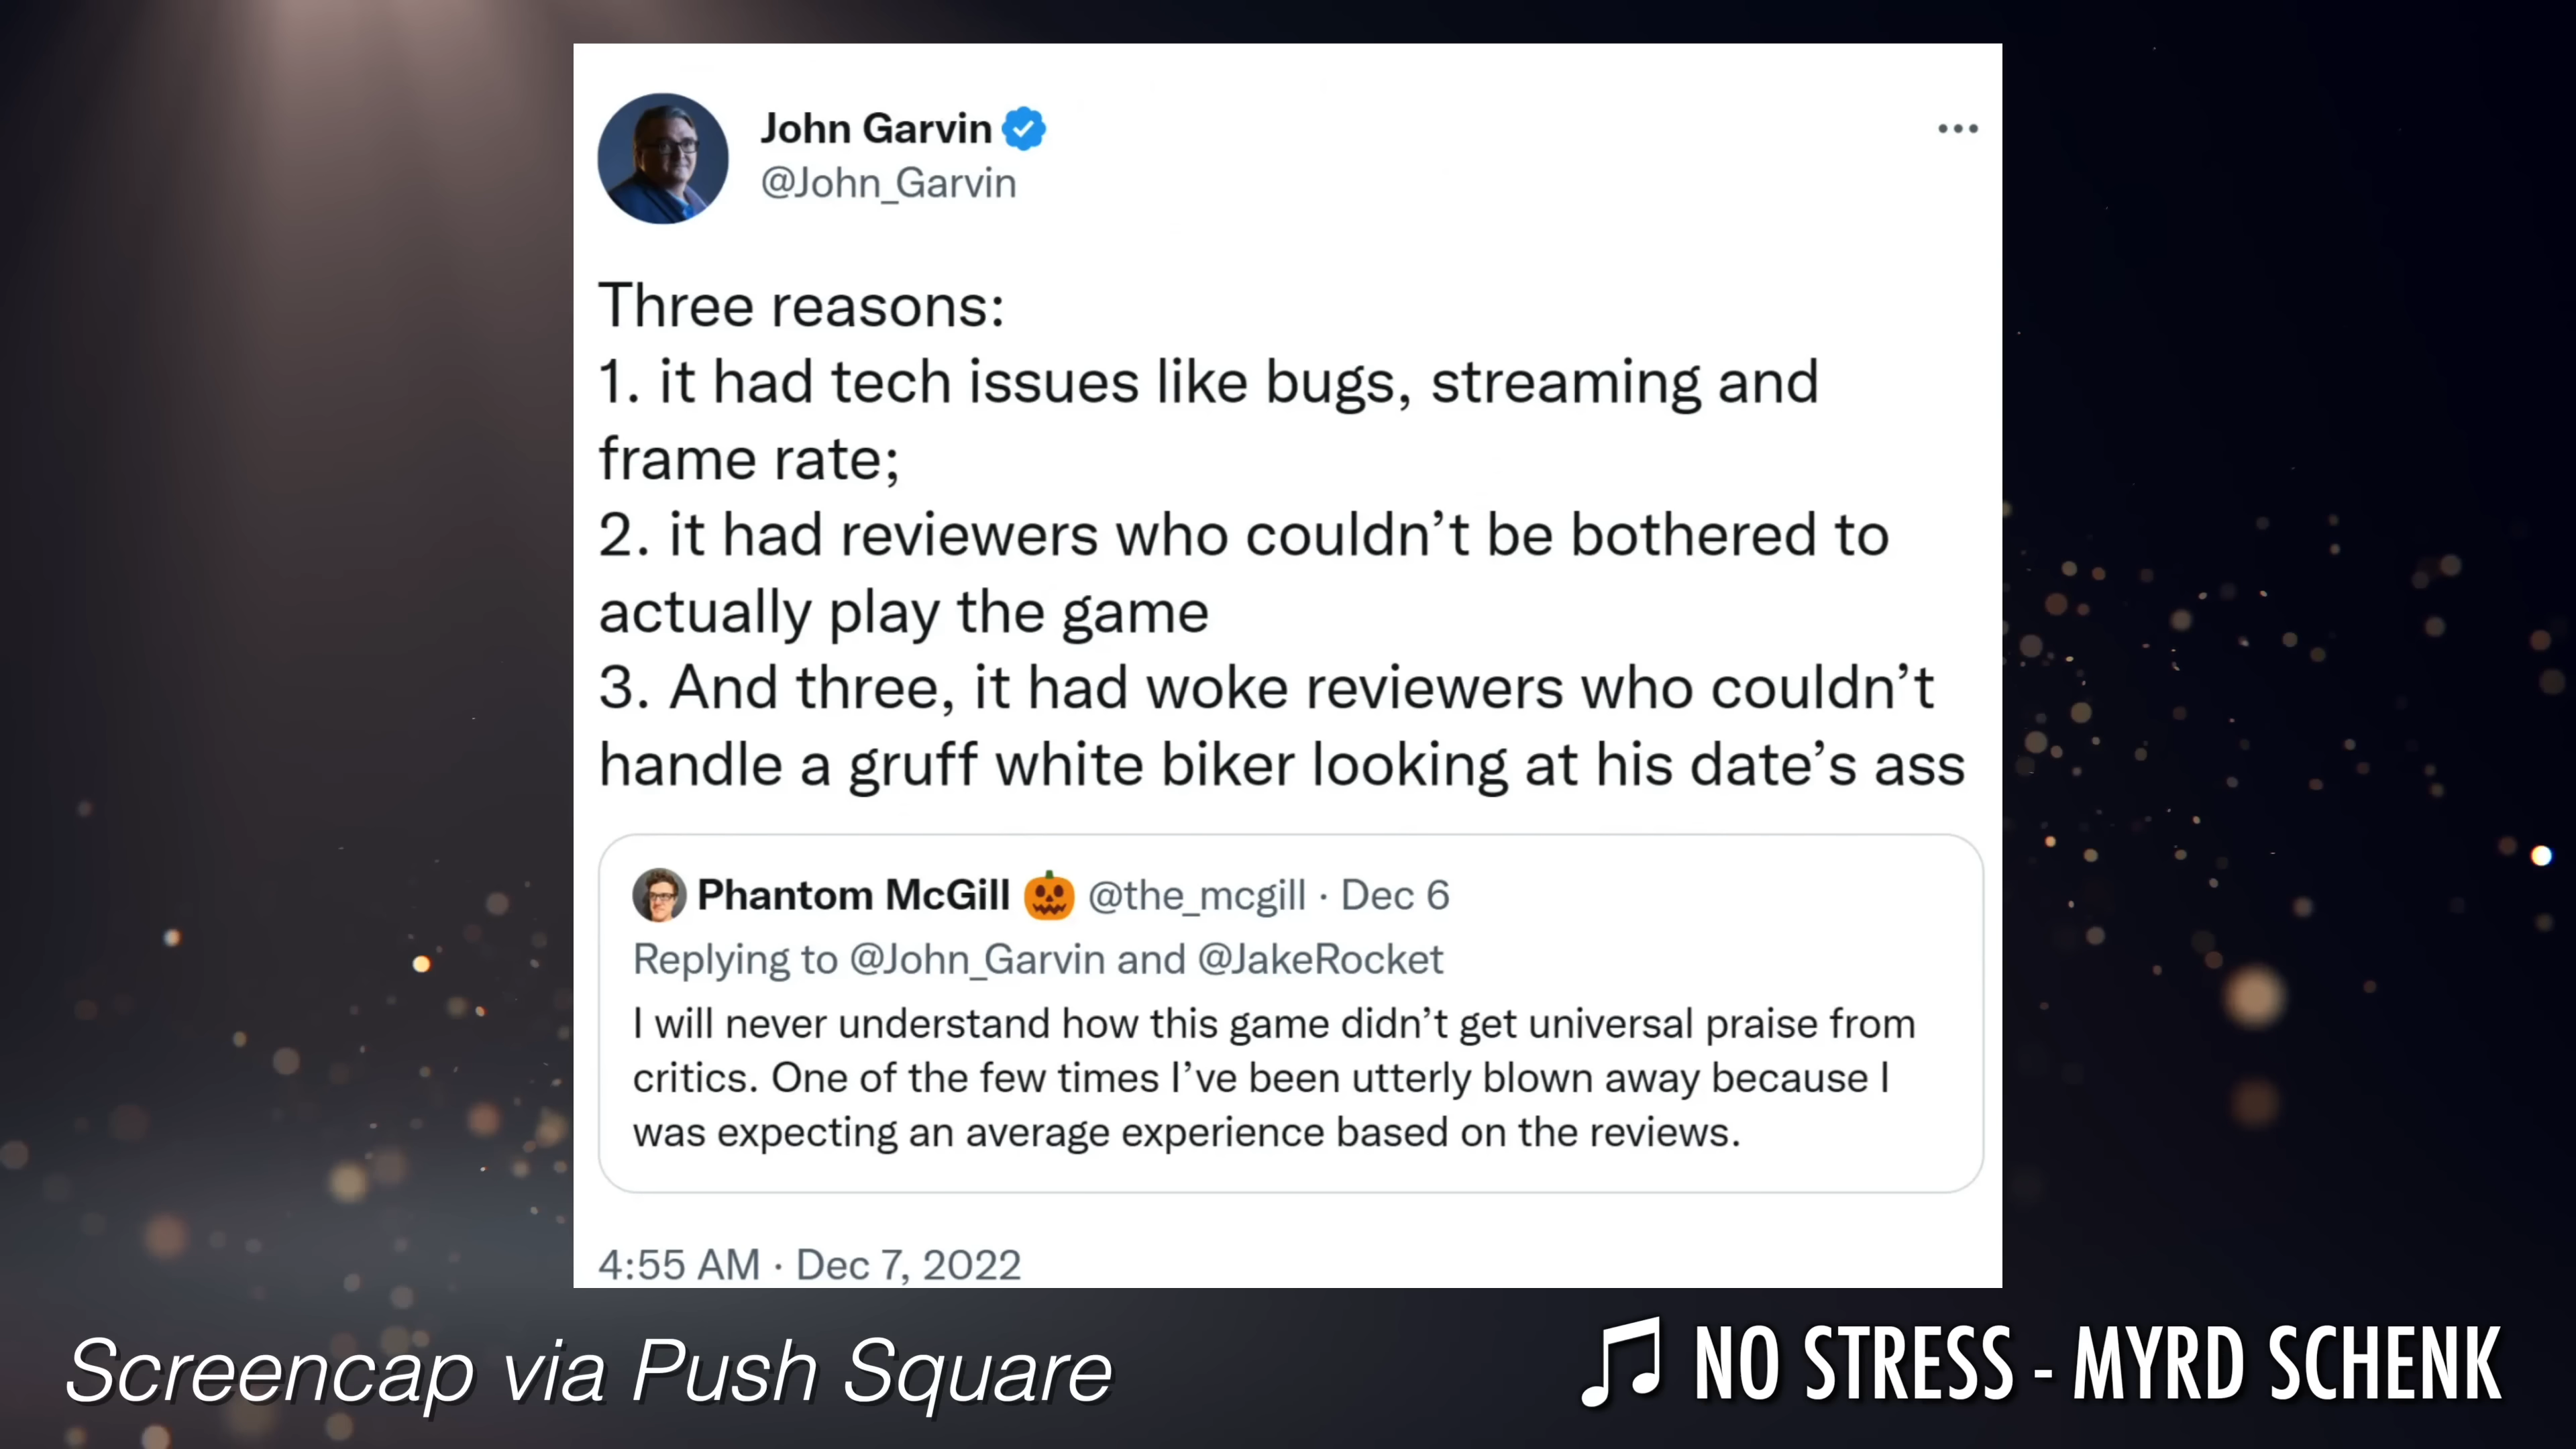 John Garvin
@John_Garvin
Three reasons:
1. it had tech issues like bugs, streaming and
frame rate;
2. it had reviewers who couldn’t be bothered to
actually play the game
3. And three, it had woke reviewers who couldn’t
handle a gruff white biker looking at his date’s ass
Phantom McGill 🎃 @the_mcgill · Dec 6
Replying to @John_Garvin and @JakeRocket
I will never understand how this game didn’t get universal praise from
critics. One of the few times I’ve been utterly blown away because I
was expecting an average experience based on the reviews.
4:55 AM · Dec 7, 2022
Screencap via Push Square
NO STRESS - MYRD SCHENK